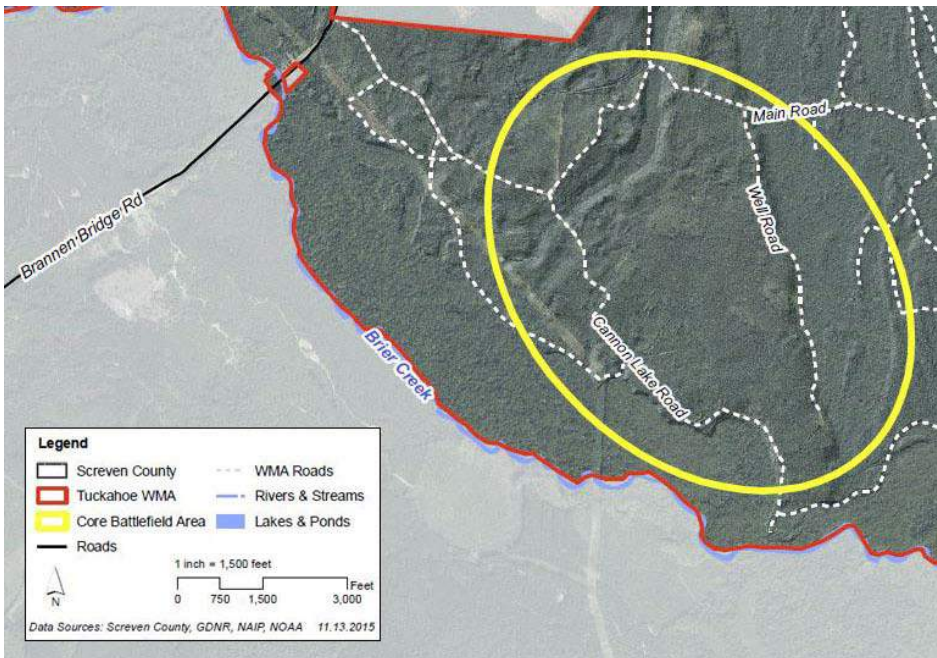 Main Road
Well Road
Brannen Bridge Rd
Cannon Lake Road
Brier Creek
Legend
Screven County
WMA Roads
Tuckahoe WMA
Rivers & Streams
Core Battlefield Area
Lakes & Ponds
Roads
1 inch = 1,500 feet
Feet
N
0 750 1,500 3,000
Data Sources: Screven County, GDNR, NAIP, NOAA 11.13.2015